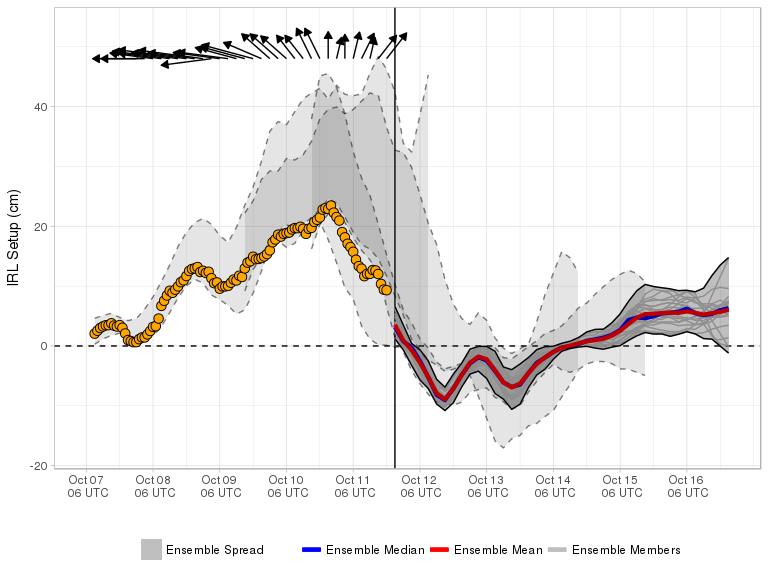 IRL Setup (cm)
40
20
0
-20
Oct 07 Oct 08 Oct 09 Oct 10 Oct 11 Oct 12 Oct 13 Oct 14 Oct 15 Oct 16
06 UTC 06 UTC 06 UTC 06 UTC 06 UTC 06 UTC 06 UTC 06 UTC 06 UTC 06 UTC
Ensemble Spread Ensemble Median Ensemble Mean Ensemble Members